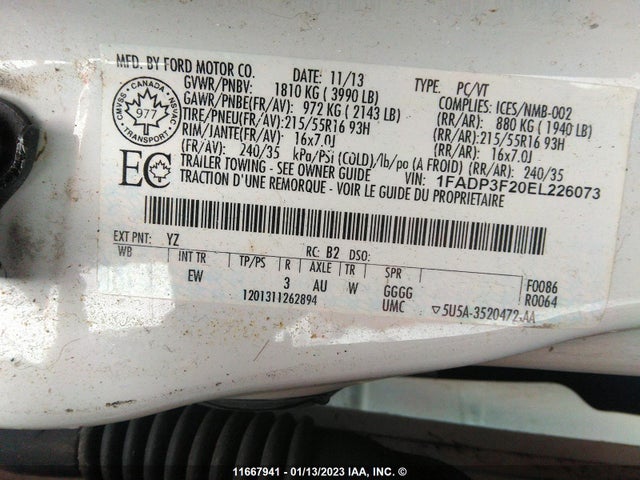 MFD. BY FORD MOTOR CO. DATE: 11/13 TYPE: PC/VT
GVWR/PNBV: 1810 KG ( 3990 LB) COMPLIES: ICES/NMB-002
GAWR/PNBE(FR/AV): 972 KG ( 2143 LB) (RR/AR): 880 KG ( 1940 LB)
TIRE/PNEU(FR/AV): 215/55R16 93H (RR/AR): 215/55R16 93H
RIM/JANTE(FR/AV): 16x7.0J (RR/AR): 16x7.0J
(FR/AV): 240/35 kPa/PSi (COLD)/lb/po (A FROID) (RR/AR): 240/35
TRAILER TOWING - SEE OWNER GUIDE VIN: 1FADP3F20EL226073
TRACTION D'UNE REMORQUE - VOIR LE GUIDE DU PROPRIETAIRE
CANADA
977
TRANSPORT
CMVSS
NSVAC
EC
EXT PNT: YZ RC: B2 DSO:
WB INT TR TP/PS R AXLE TR SPR F0086
EW 3 AU W GGGG R0064
1201311262894 UMC ▽5U5A-3520472-AA
11667941 - 01/13/2023 IAA, INC. ©